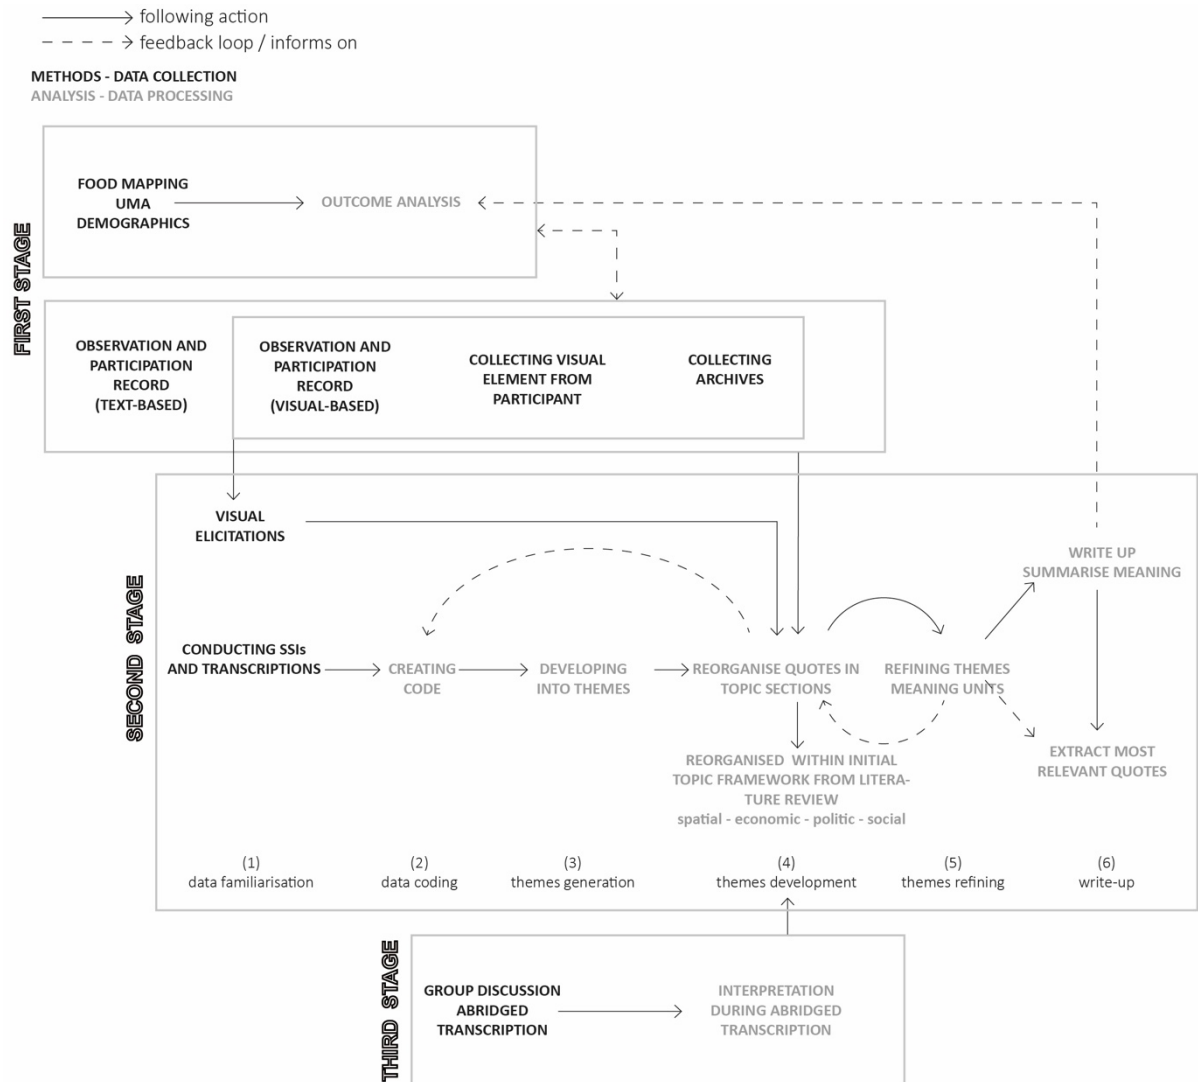 following action
feedback loop / informs on
METHODS - DATA COLLECTION
ANALYSIS - DATA PROCESSING
FIRST STAGE
FOOD MAPPING
UMA
DEMOGRAPHICS
OUTCOME ANALYSIS
OBSERVATION AND
PARTICIPATION
RECORD
(TEXT-BASED)
OBSERVATION AND
PARTICIPATION
RECORD
(VISUAL-BASED)
COLLECTING VISUAL
ELEMENT FROM
PARTICIPANT
COLLECTING
ARCHIVES
SECOND STAGE
VISUAL
ELICITATIONS
CONDUCTING SSIs
AND TRANSCRIPTIONS
CREATING
CODE
DEVELOPING
INTO THEMES
REORGANISE QUOTES IN
TOPIC SECTIONS
REFINING THEMES
MEANING UNITS
WRITE UP
SUMMARISE MEANING
EXTRACT MOST
RELEVANT QUOTES
REORGANISED WITHIN INITIAL
TOPIC FRAMEWORK FROM LITERA-
TURE REVIEW
spatial - economic - politic - social
(1)
data familiarisation
(2)
data coding
(3)
themes generation
(4)
themes development
(5)
themes refining
(6)
write-up
THIRD STAGE
GROUP DISCUSSION
ABRIDGED
TRANSCRIPTION
INTERPRETATION
DURING ABRIDGED
TRANSCRIPTION